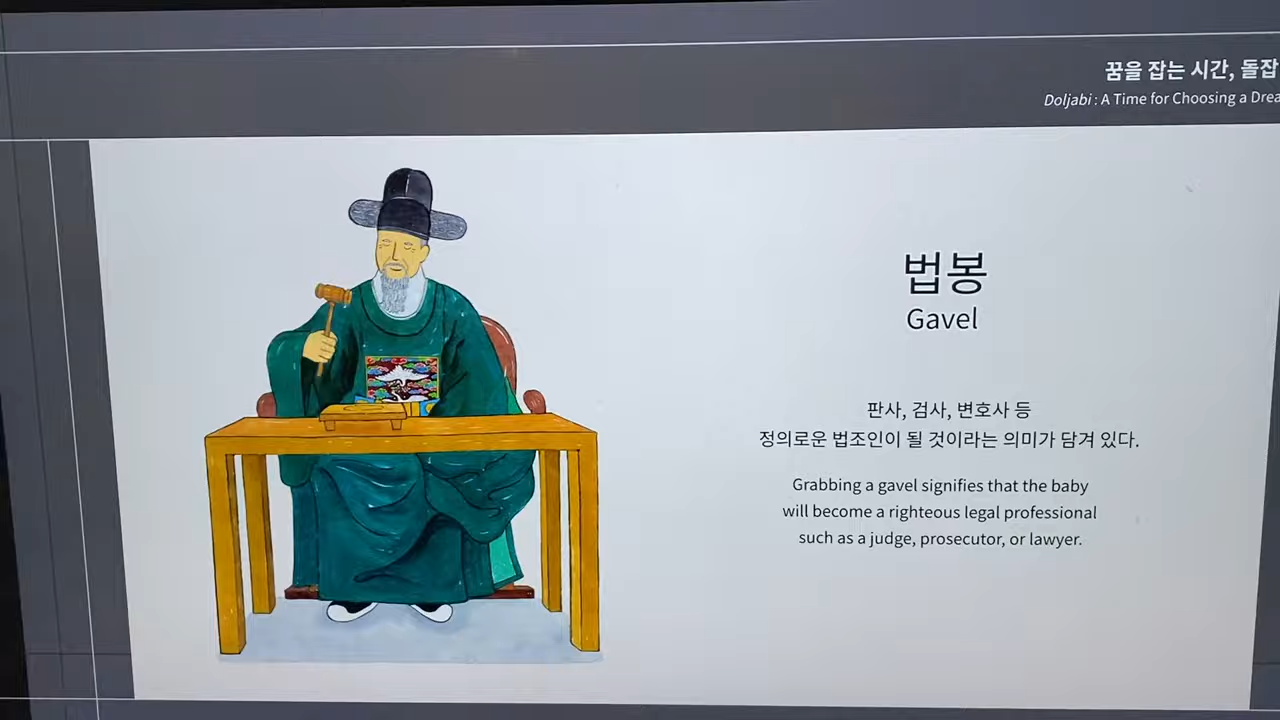 꿈을 잡는 시간, 돌잡
Doljabi : A Time for Choosing a Drea
법봉
Gavel
판사, 검사, 변호사 등
정의로운 법조인이 될 것이라는 의미가 담겨 있다.
Grabbing a gavel signifies that the baby
will become a righteous legal professional
such as a judge, prosecutor, or lawyer.